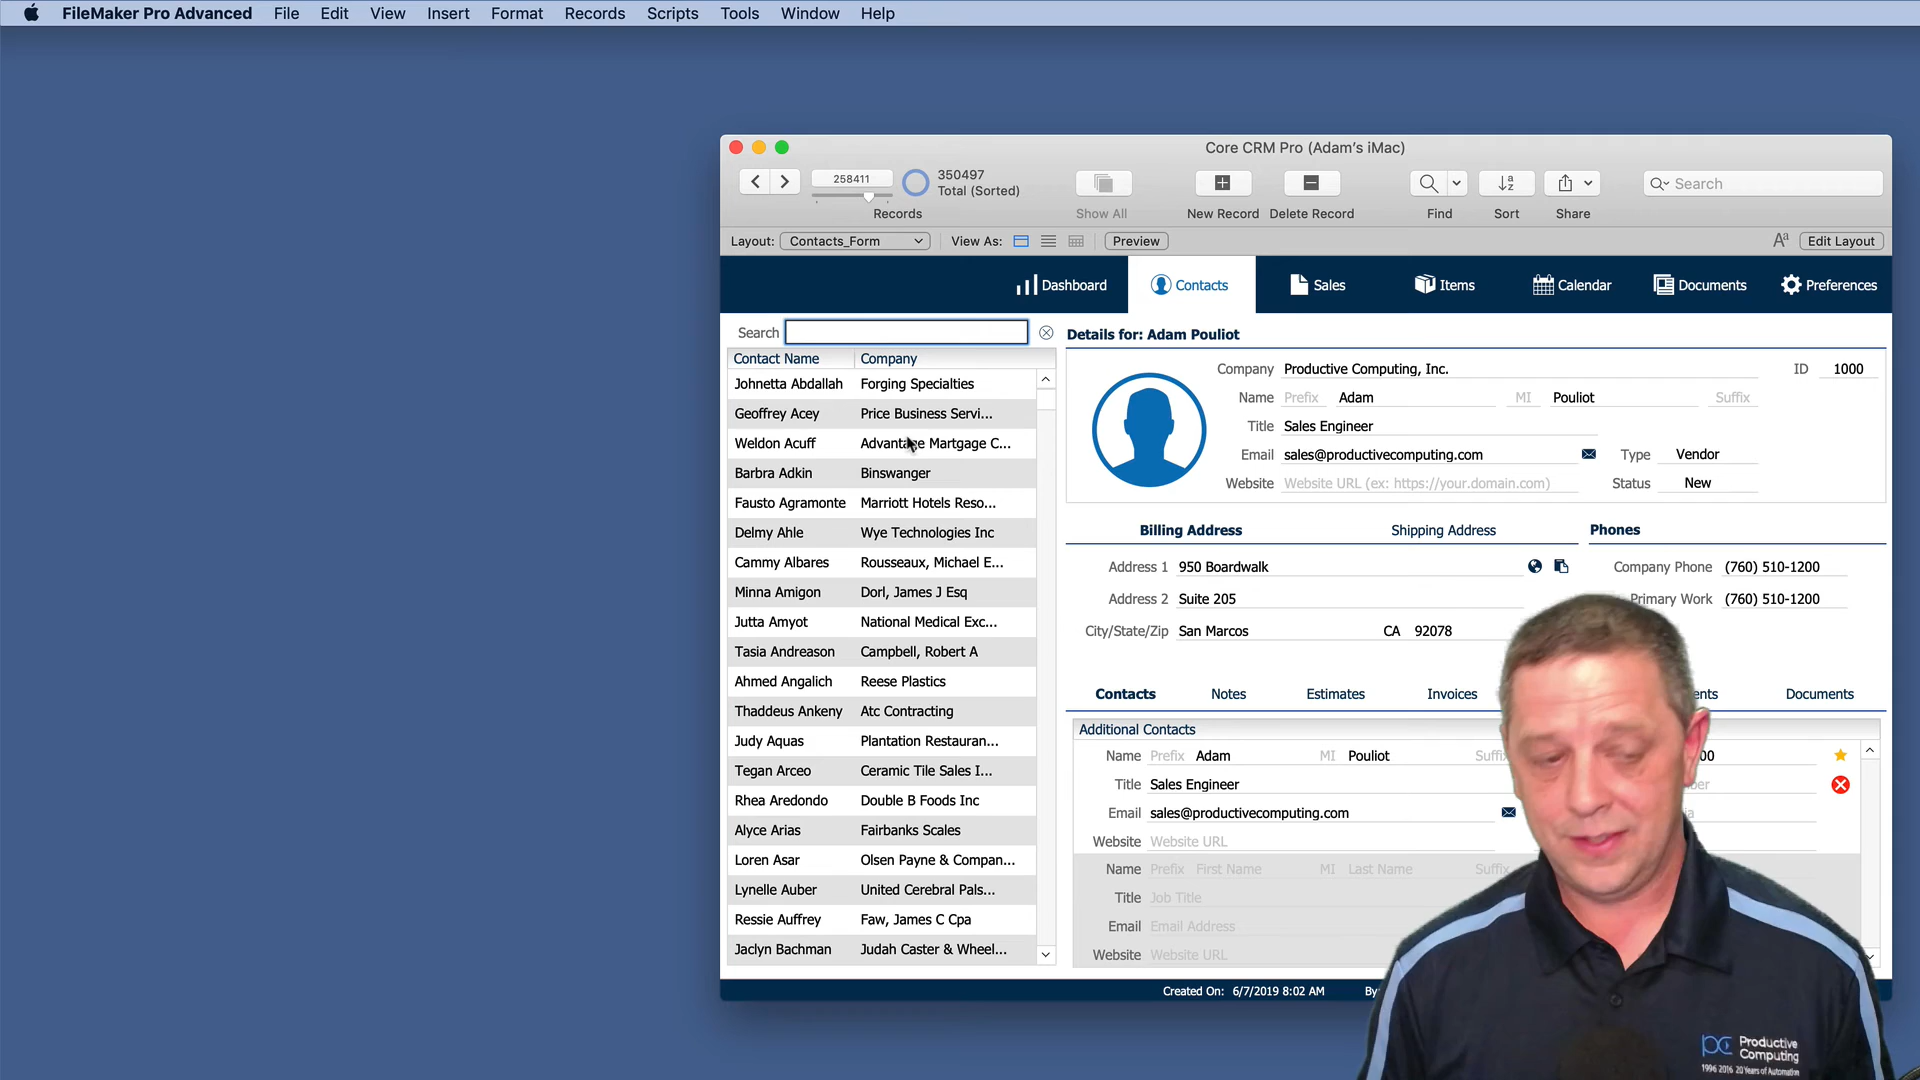 FileMaker Pro Advanced File Edit View Insert Format Records Scripts Tools Window Help
Core CRM Pro (Adam's iMac)
258411
350497
Total (Sorted)
Records
Show All
New Record
Delete Record
Find
Sort
Share
Search
Layout: Contacts_Form View As: Preview Aa Edit Layout
Dashboard Contacts Sales Items Calendar Documents Preferences
Search
Contact Name Company
Johnetta Abdallah Forging Specialties
Geoffrey Acey Price Business Servi...
Weldon Acuff Advantage Martgage C...
Barbra Adkin Binswanger
Fausto Agramonte Marriott Hotels Reso...
Delmy Ahle Wye Technologies Inc
Cammy Albares Rousseaux, Michael E...
Minna Amigon Dorl, James J Esq
Jutta Amyot National Medical Exc...
Tasia Andreason Campbell, Robert A
Ahmed Angalich Reese Plastics
Thaddeus Ankeny Atc Contracting
Judy Aquas Plantation Restauran...
Tegan Arceo Ceramic Tile Sales I...
Rhea Aredondo Double B Foods Inc
Alyce Arias Fairbanks Scales
Loren Asar Olsen Payne & Compan...
Lynelle Auber United Cerebral Pals...
Ressie Auffrey Faw, James C Cpa
Jaclyn Bachman Judah Caster & Wheel...
Details for: Adam Pouliot
Company Productive Computing, Inc. ID 1000
Name Prefix Adam MI Pouliot Suffix
Title Sales Engineer
Email sales@productivecomputing.com Type Vendor
Website Website URL (ex: https://your.domain.com) Status New
Billing Address Shipping Address Phones
Address 1 950 Boardwalk Company Phone (760) 510-1200
Address 2 Suite 205 Primary Work (760) 510-1200
City/State/Zip San Marcos CA 92078
Contacts Notes Estimates Invoices ents Documents
Additional Contacts
Name Prefix Adam MI Pouliot Suffix 00
Title Sales Engineer
Email sales@productivecomputing.com
Website Website URL
Name Prefix First Name MI Last Name Suffix
Title Job Title
Email Email Address
Website Website URL
Created On: 6/7/2019 8:02 AM By:
pc Productive
Computing
1996-2016 20 Years of Automation